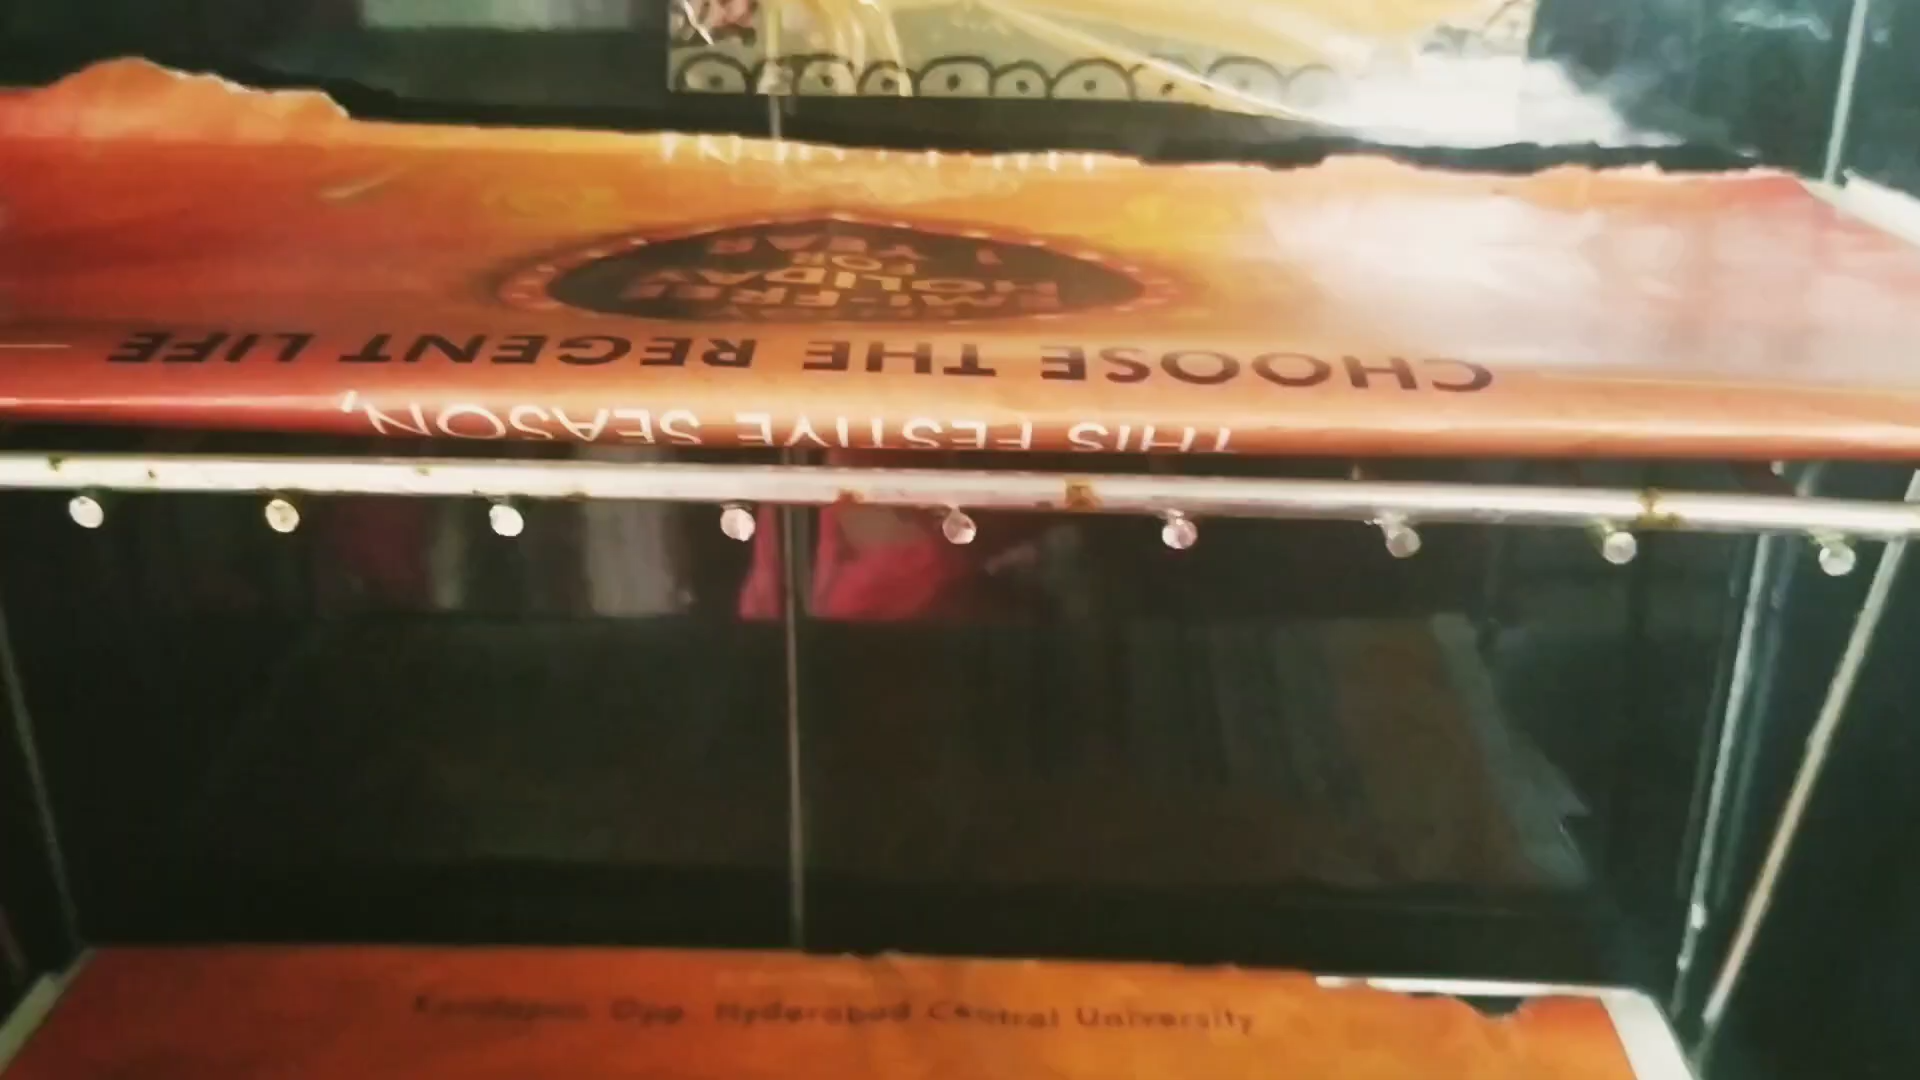 THIS FESTIVE SEASON,
CHOOSE THE REGENT LIFE
EMI-FREE
HOLIDAY
FOR
1
YEAR
Opp. Hyderabad Central University